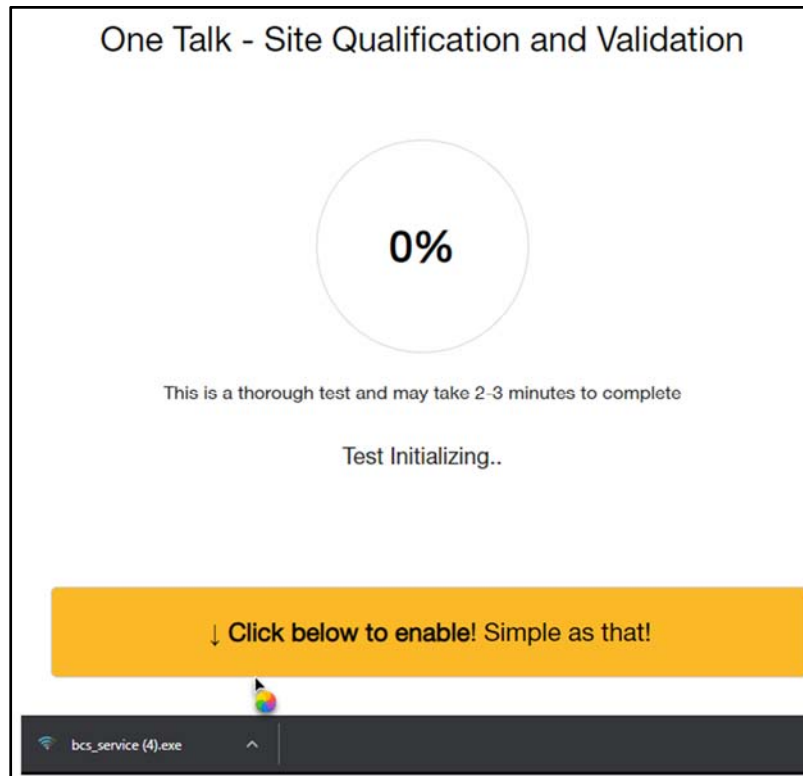 One Talk - Site Qualification and Validation
0%
This is a thorough test and may take 2-3 minutes to complete
Test Initializing..
↓ Click below to enable! Simple as that!
bcs_service (4).exe